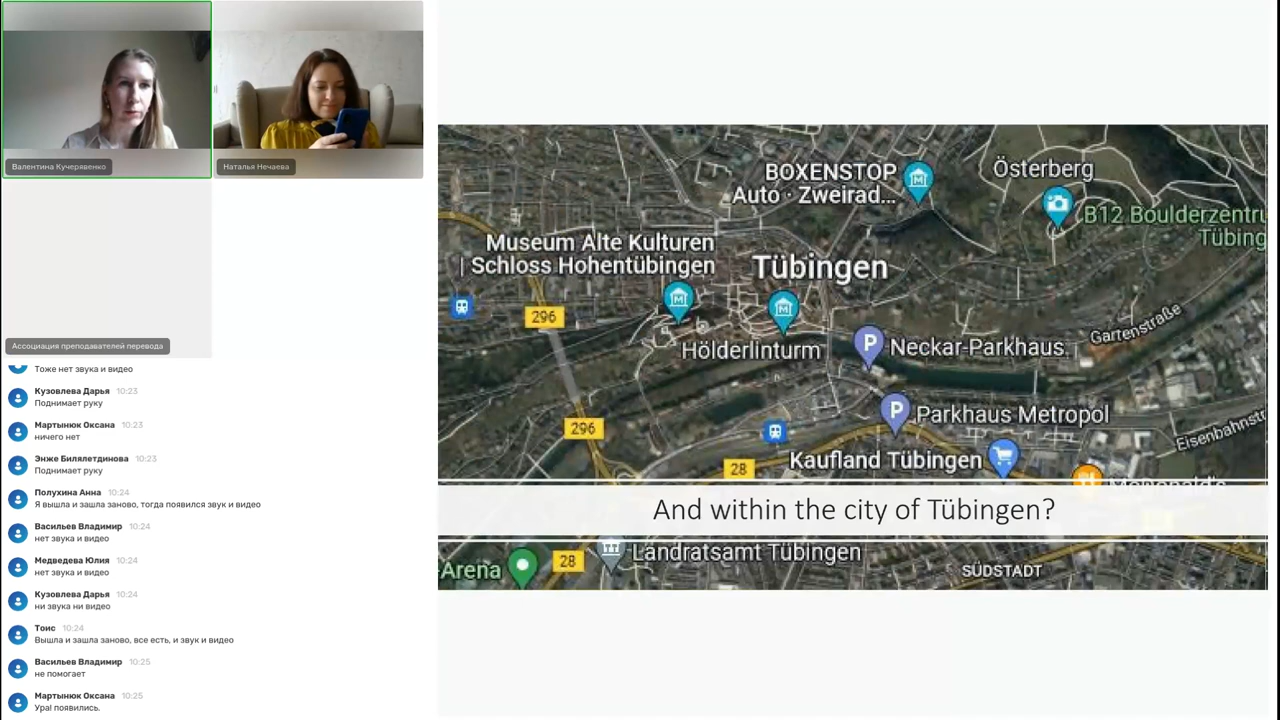 Валентина Кучерявенко
Наталья Нечаева
Ассоциация преподавателей перевода
Тоже нет звука и видео
Кузовлева Дарья 10:23
Поднимает руку
Мартынюк Оксана 10:23
ничего нет
Энже Билялетдинова 10:23
Поднимает руку
Полухина Анна 10:24
Я вышла и зашла заново, тогда появился звук и видео
Васильев Владимир 10:24
нет звука и видео
Медведева Юлия 10:24
нет звука и видео
Кузовлева Дарья 10:24
ни звука ни видео
Тоис 10:24
Вышла и зашла заново, все есть, и звук и видео
Васильев Владимир 10:25
не помогает
Мартынюк Оксана 10:25
Ура! появились.
BOXENSTOP
Auto · Zweirad...
Österberg
B12 Boulderzentru
Tübing
Museum Alte Kulturen
| Schloss Hohentübingen
Tübingen
296
Hölderlinturm
P
Neckar-Parkhaus
Gartenstraße
P
Parkhaus Metropol
296
Eisenbahnstr
28
Kaufland Tübingen
McDonald's
And within the city of Tübingen?
Arena
28
Landratsamt Tübingen
SÜDSTADT